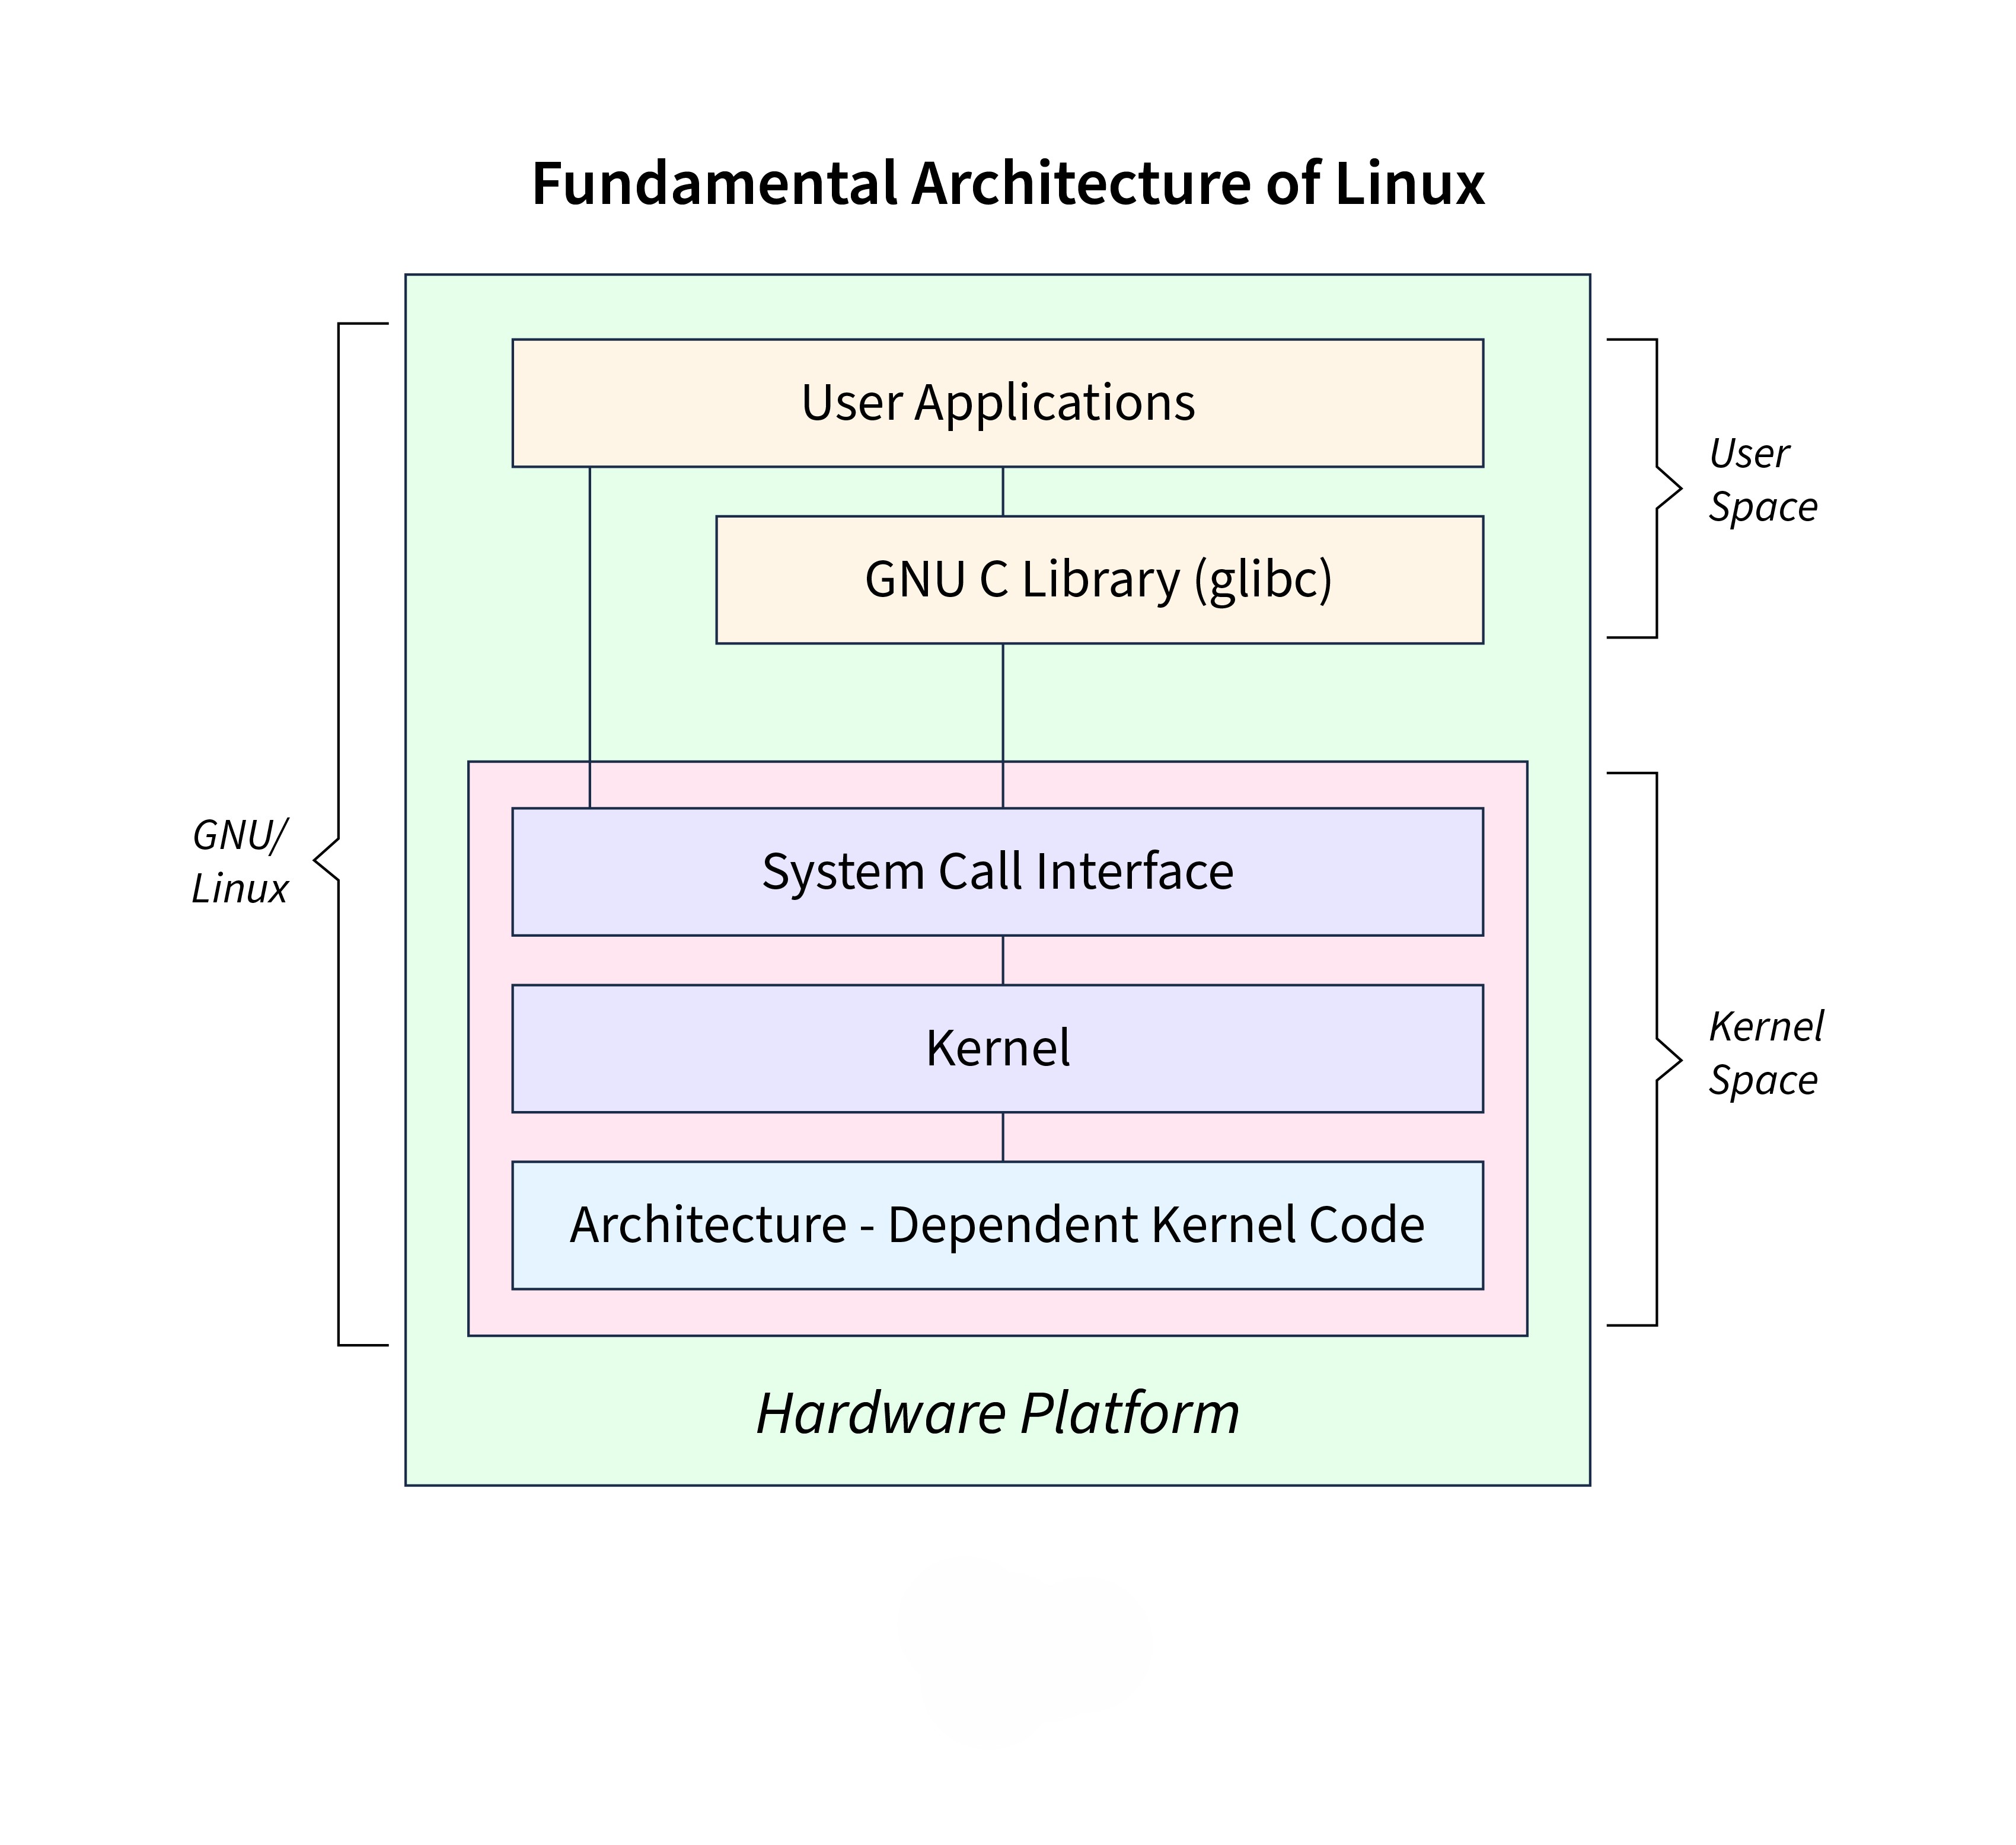 Fundamental Architecture of Linux
User Applications
User
Space
GNU C Library (glibc)
GNU/
Linux
System Call Interface
Kernel
Kernel
Space
Architecture - Dependent Kernel Code
Hardware Platform